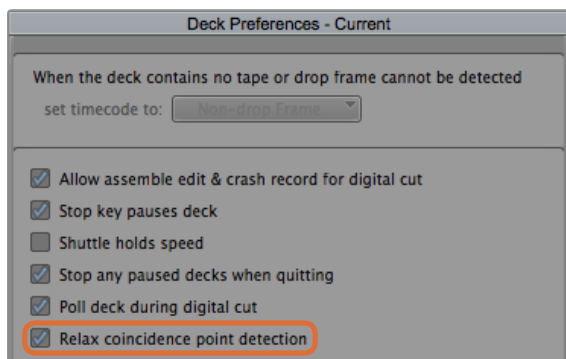 Deck Preferences - Current
When the deck contains no tape or drop frame cannot be detected
set timecode to: Non-drop Frame
Allow assemble edit & crash record for digital cut
Stop key pauses deck
Shuttle holds speed
Stop any paused decks when quitting
Poll deck during digital cut
Relax coincidence point detection